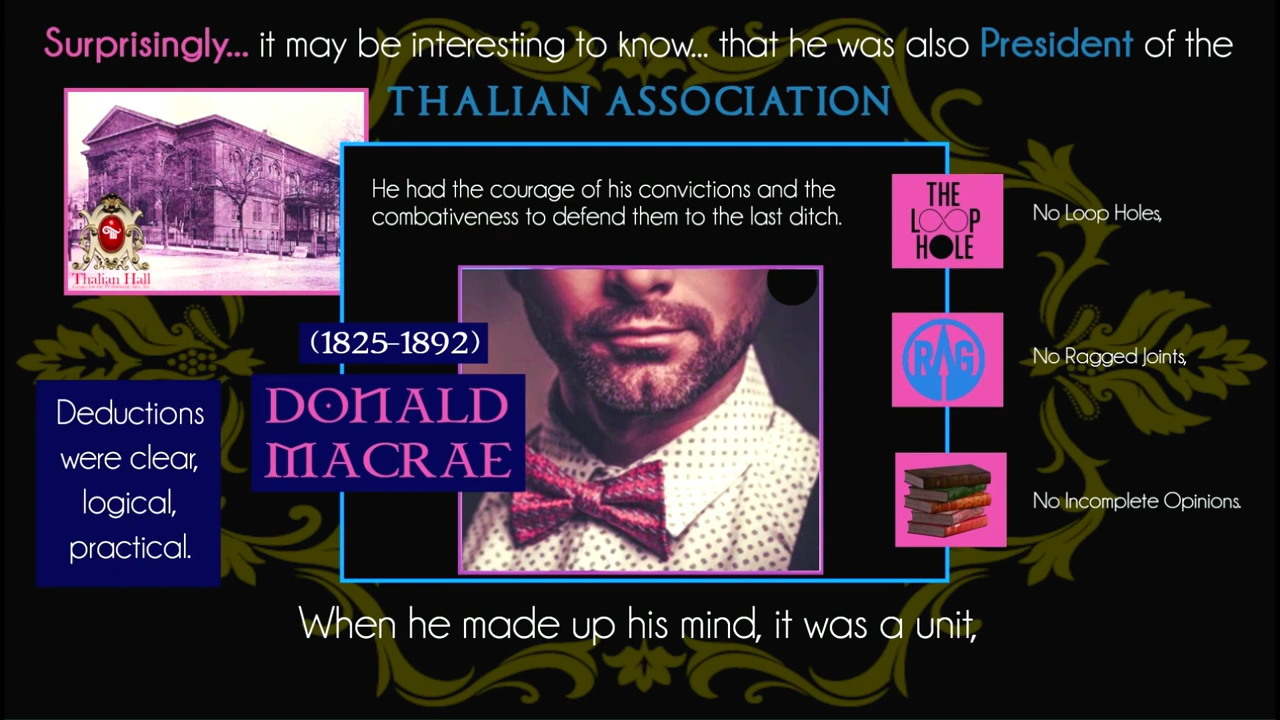 Surprisingly... it may be interesting to know... that he was also President of the
THALIAN ASSOCIATION
He had the courage of his convictions and the
combativeness to defend them to the last ditch.
THE
LOOP
HOLE
No Loop Holes,
Thalian Hall
(1825-1892)
DONALD
MACRAE
RAG
No Ragged Joints,
Deductions
were clear,
logical,
practical.
No Incomplete Opinions.
When he made up his mind, it was a unit,